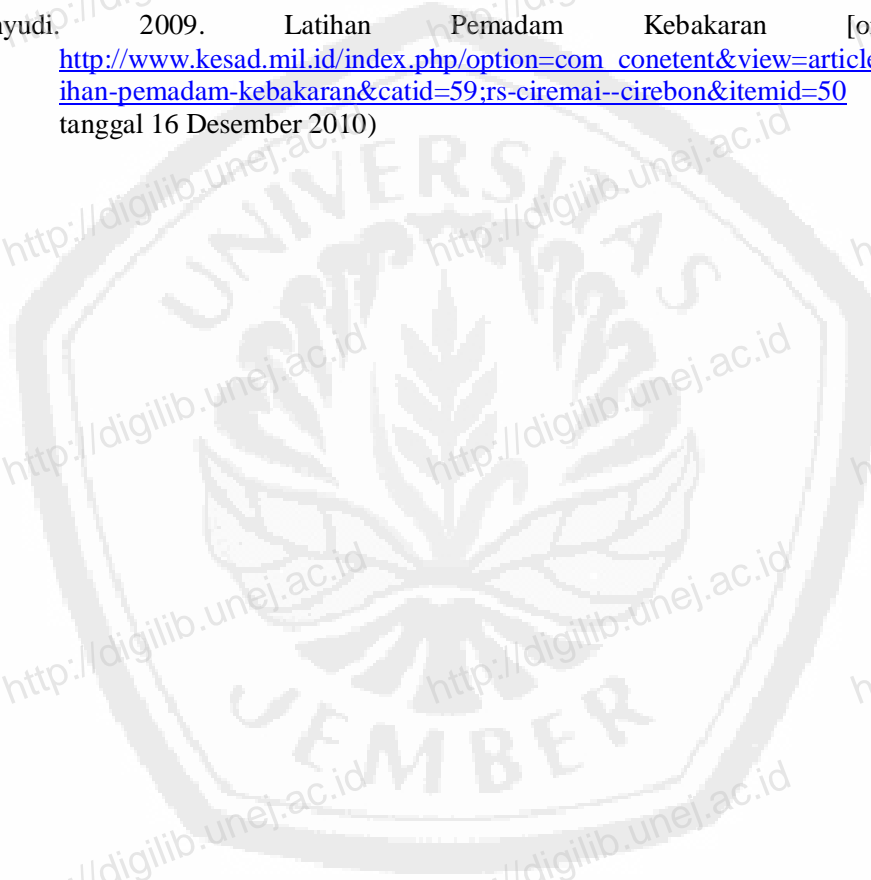 yudi. 2009. Latihan Pemadam Kebakaran [o
http://www.kesad.mil.id/index.php/option=com_conetent&view=article
ihan-pemadam-kebakaran&catid=59;rs-ciremai--cirebon&itemid=50
tanggal 16 Desember 2010)
http://digilib.unej.ac.id
http://digilib.unej.ac.id
UNIVERSITAS
http://digilib.unej.ac.id
http://digilib.unej.ac.id
http://digilib.unej.ac.id
http://digilib.unej.ac.id
JEMBER
http://digilib.unej.ac.id
http://digilib.unej.ac.id